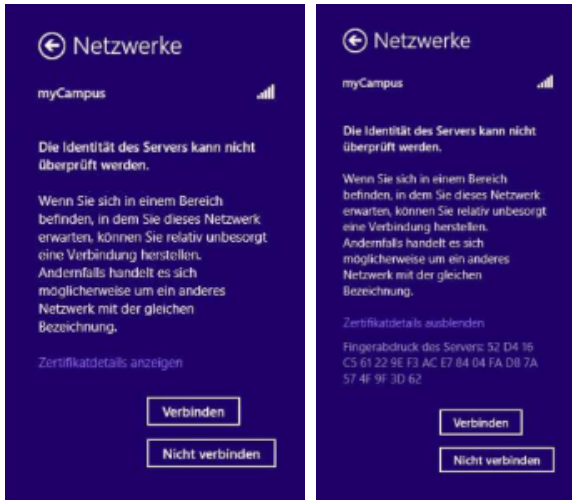 Netzwerke
myCampus
Die Identität des Servers kann nicht
überprüft werden.
Wenn Sie sich in einem Bereich
befinden, in dem Sie dieses Netzwerk
erwarten, können Sie relativ unbesorgt
eine Verbindung herstellen.
Andernfalls handelt es sich
möglicherweise um ein anderes
Netzwerk mit der gleichen
Bezeichnung.
Zertifikatdetails anzeigen
Verbinden
Nicht verbinden
Netzwerke
myCampus
Die Identität des Servers kann nicht
überprüft werden.
Wenn Sie sich in einem Bereich
befinden, in dem Sie dieses Netzwerk
erwarten, können Sie relativ unbesorgt
eine Verbindung herstellen.
Andernfalls handelt es sich
möglicherweise um ein anderes
Netzwerk mit der gleichen
Bezeichnung.
Zertifikatdetails ausblenden
Fingerabdruck des Servers: 52 D4 16
C5 61 22 9E F3 AC E7 84 04 FA DB 7A
57 4F 9F 3D 62
Verbinden
Nicht verbinden